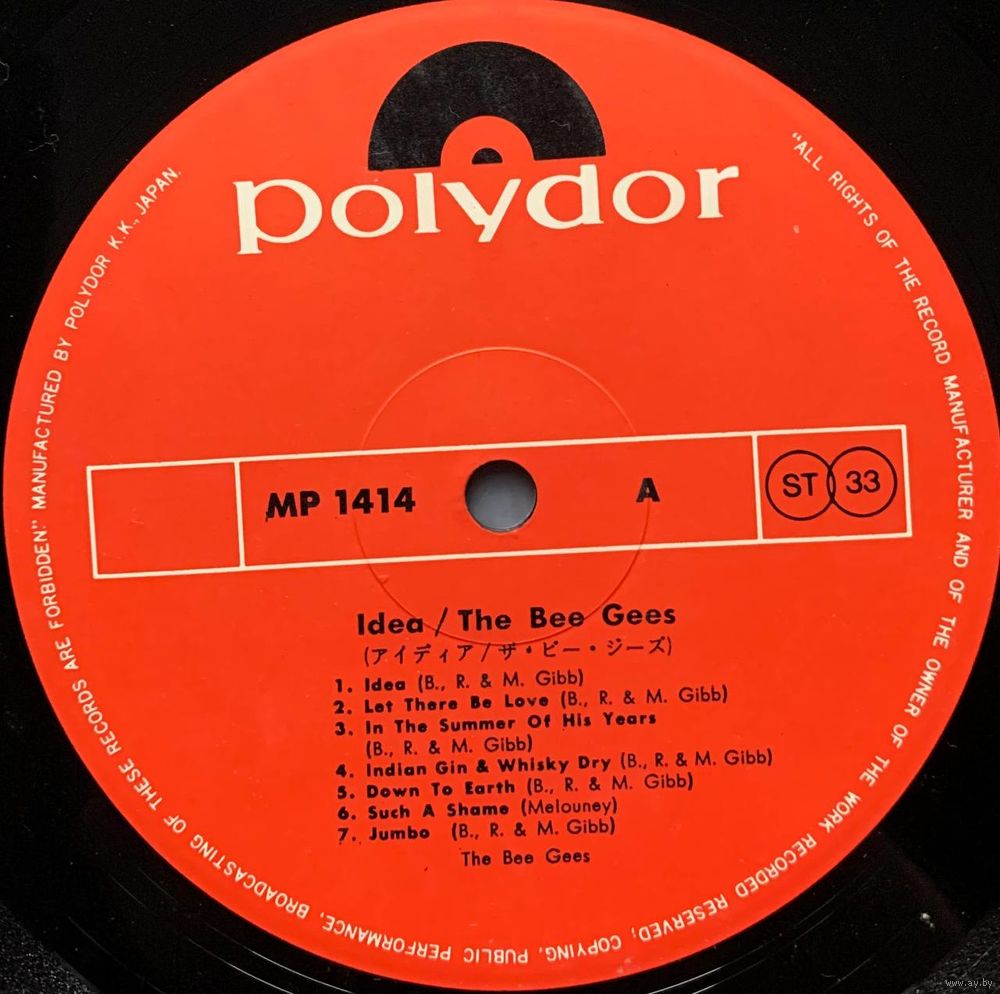 polydor
MP 1414
A
ST 33
Idea / The Bee Gees
(アイディア/ザ・ビー・ジーズ)
1. Idea (B., R. & M. Gibb)
2. Let There Be Love (B., R. & M. Gibb)
3. In The Summer Of His Years
(B., R. & M. Gibb)
4. Indian Gin & Whisky Dry (B., R. & M. Gibb)
5. Down To Earth (B., R. & M. Gibb)
6. Such A Shame (Melouney)
7. Jumbo (B., R. & M. Gibb)
The Bee Gees
"ALL RIGHTS OF THE RECORD MANUFACTURER AND OF THE OWNER OF THE WORK RECORDED RESERVED; COPYING, PUBLIC PERFORMANCE, BROADCASTING OF THESE RECORDS ARE FORBIDDEN." MANUFACTURED BY POLYDOR K.K., JAPAN.
www.ay.by